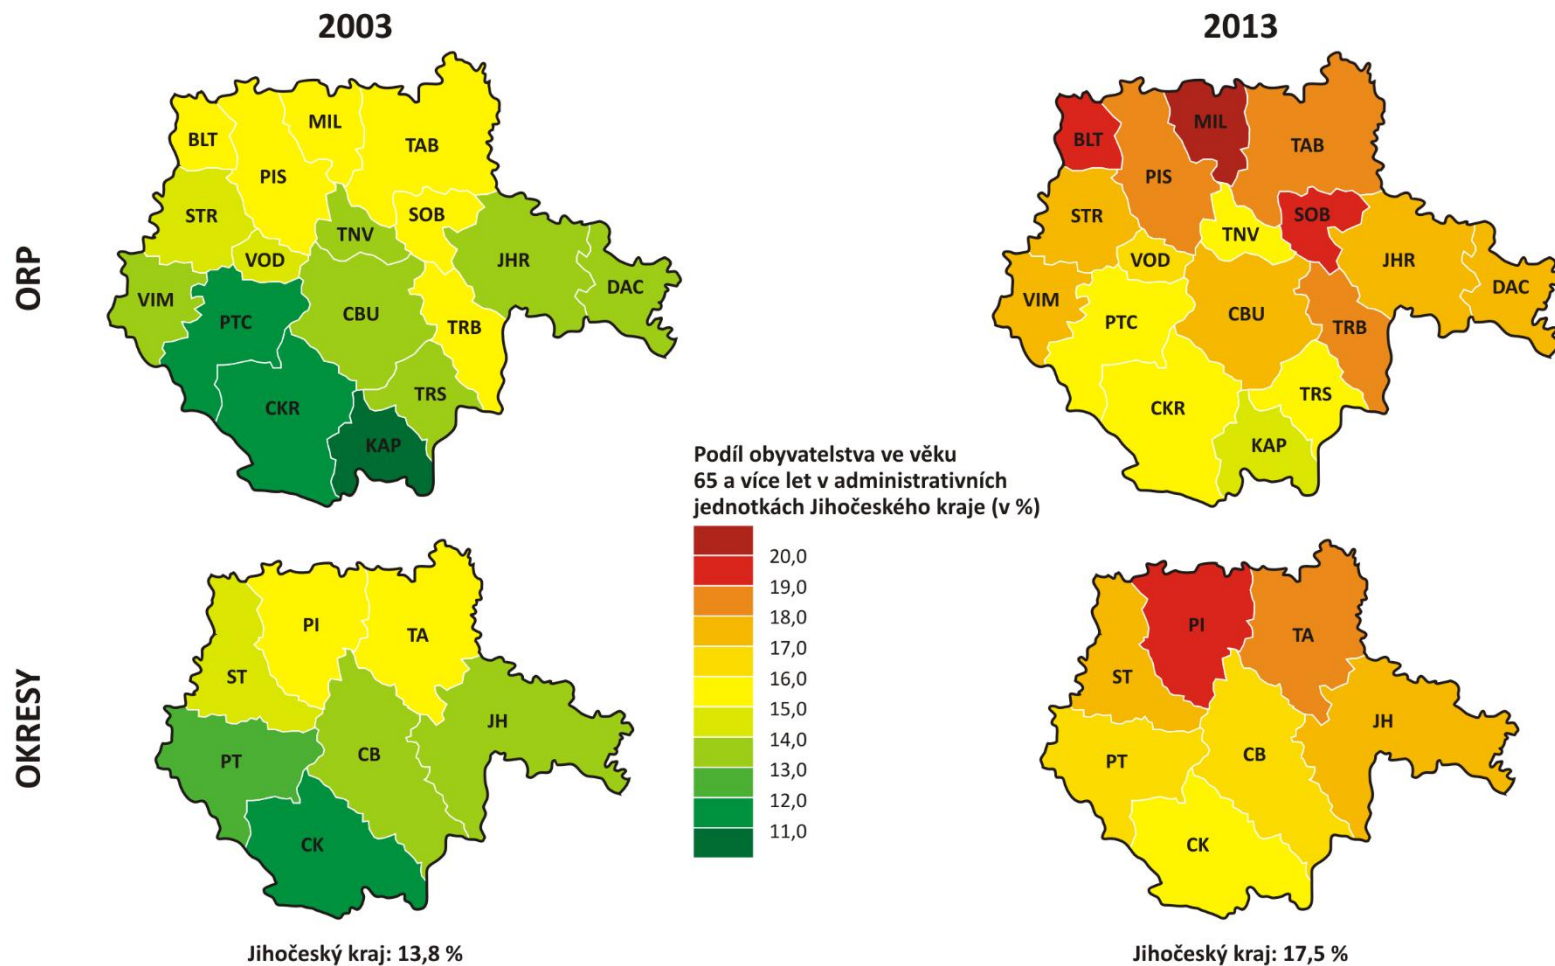 2003
2013
ORP
BLT
MIL
TAB
PIS
STR
SOB
TNV
VOD
JHR
VIM
DAC
PTC
CBU
TRB
TRS
CKR
KAP
BLT
MIL
TAB
PIS
STR
SOB
TNV
VOD
JHR
VIM
DAC
PTC
CBU
TRB
TRS
CKR
KAP
Podíl obyvatelstva ve věku
65 a více let v administrativních
jednotkách Jihočeského kraje (v %)
20,0
19,0
18,0
17,0
16,0
15,0
14,0
13,0
12,0
11,0
OKRESY
PI
TA
ST
JH
PT
CB
CK
PI
TA
ST
JH
PT
CB
CK
Jihočeský kraj: 13,8 %
Jihočeský kraj: 17,5 %